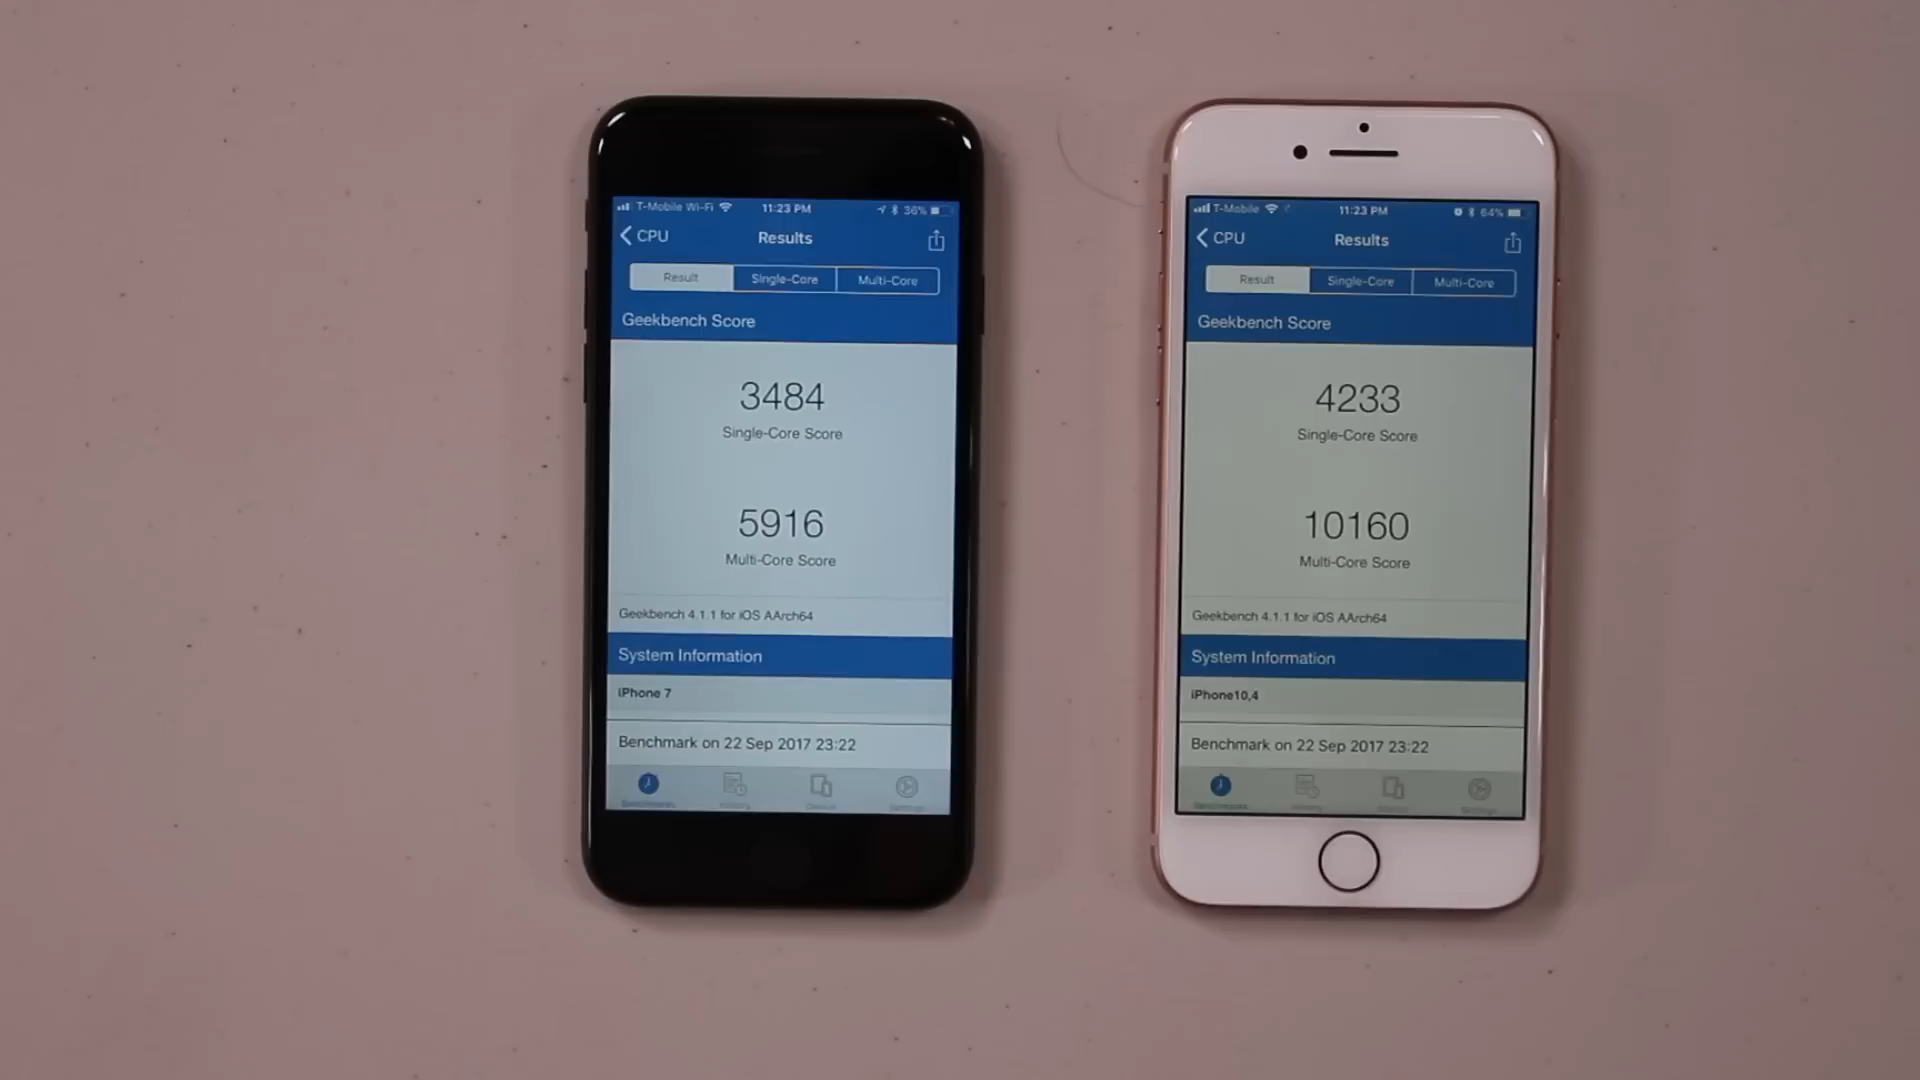 T-Mobile Wi-Fi 11:23 PM 36%
CPU Results
Result Single-Core Multi-Core
Geekbench Score
3484
Single-Core Score
5916
Multi-Core Score
Geekbench 4.1.1 for iOS AArch64
System Information
iPhone 7
Benchmark on 22 Sep 2017 23:22
Benchmarks
T-Mobile 11:23 PM 64%
CPU Results
Result Single-Core Multi-Core
Geekbench Score
4233
Single-Core Score
10160
Multi-Core Score
Geekbench 4.1.1 for iOS AArch64
System Information
iPhone10,4
Benchmark on 22 Sep 2017 23:22
Benchmarks